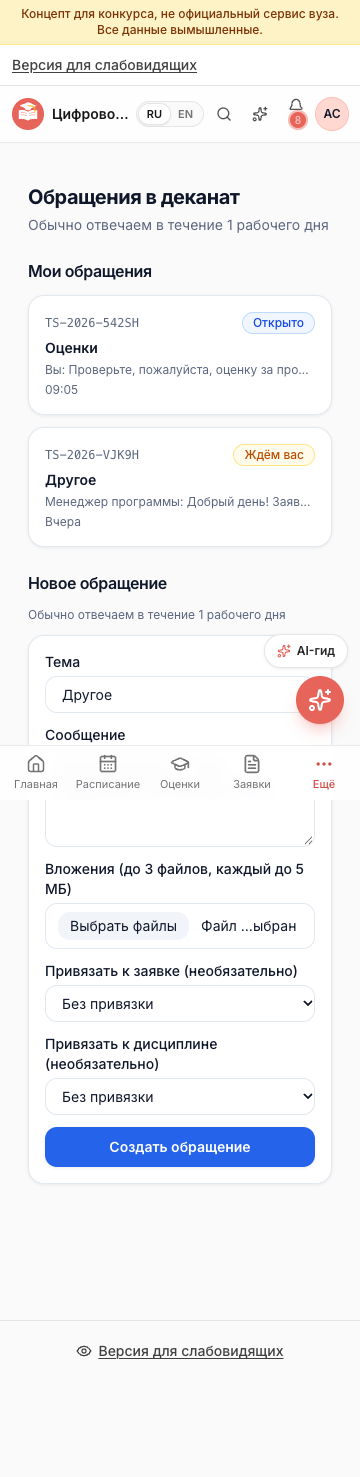 Концепт для конкурса, не официальный сервис вуза.
Все данные вымышленные.
Версия для слабовидящих
Цифрово...
RU
EN
8
АС
Обращения в деканат
Обычно отвечаем в течение 1 рабочего дня
Мои обращения
TS-2026-542SH
Открыто
Оценки
Вы: Проверьте, пожалуйста, оценку за про...
09:05
TS-2026-VJK9H
Ждём вас
Другое
Менеджер программы: Добрый день! Заяв...
Вчера
Новое обращение
Обычно отвечаем в течение 1 рабочего дня
AI-гид
Тема
Другое
Сообщение
Главная
Расписание
Оценки
Заявки
Ещё
Вложения (до 3 файлов, каждый до 5
МБ)
Выбрать файлы
Файл ...ыбран
Привязать к заявке (необязательно)
Без привязки
Привязать к дисциплине
(необязательно)
Без привязки
Создать обращение
Версия для слабовидящих